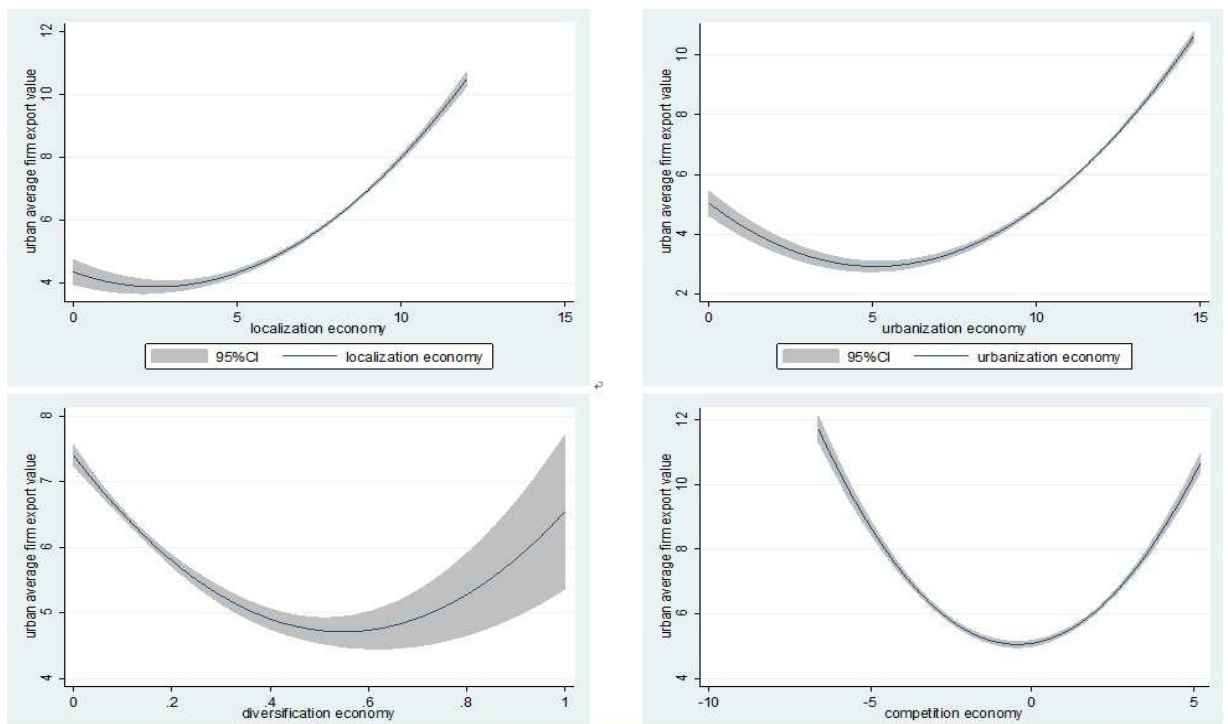 urban average firm export value
12
10
8
6
4
0 5 10 15
localization economy
95%CI localization economy
urban average firm export value
10
8
6
4
2
0 5 10 15
urbanization economy
95%CI urbanization economy
urban average firm export value
8
7
6
5
4
0 .2 .4 .6 .8 1
diversification economy
urban average firm export value
12
10
8
6
4
-10 -5 0 5
competition economy